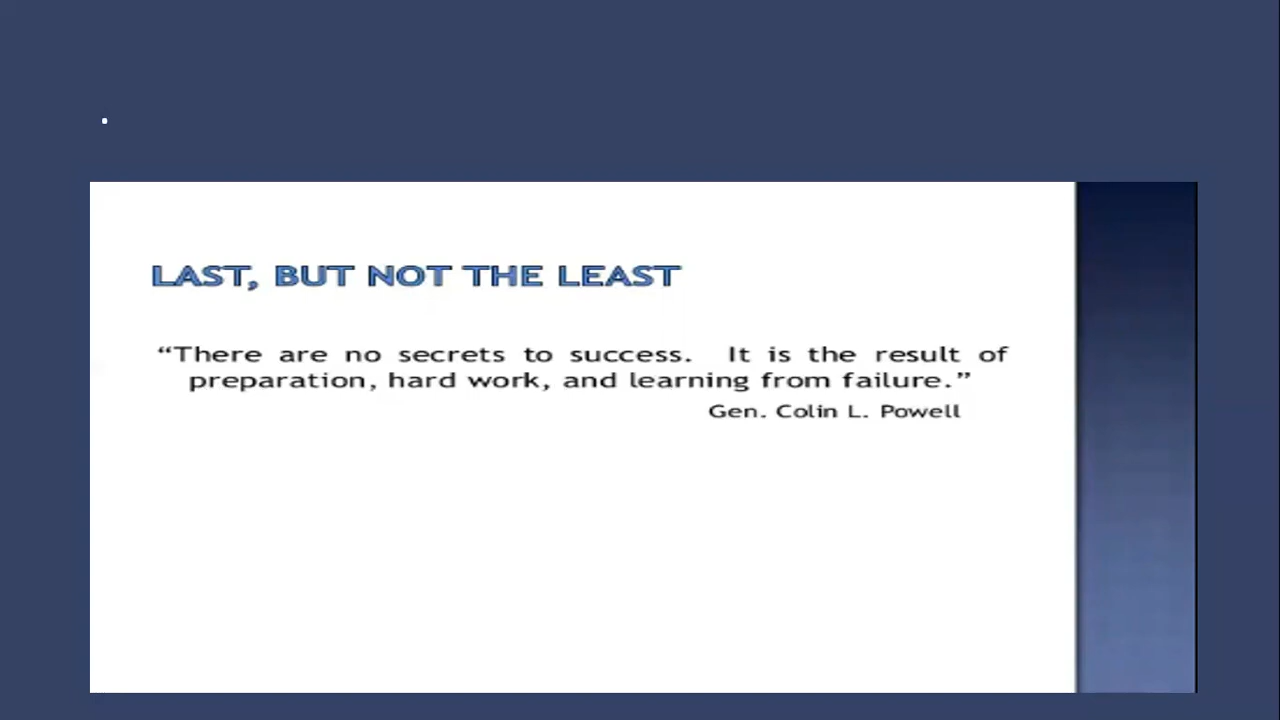 .
LAST, BUT NOT THE LEAST
“There are no secrets to success. It is the result of
preparation, hard work, and learning from failure.”
Gen. Colin L. Powell